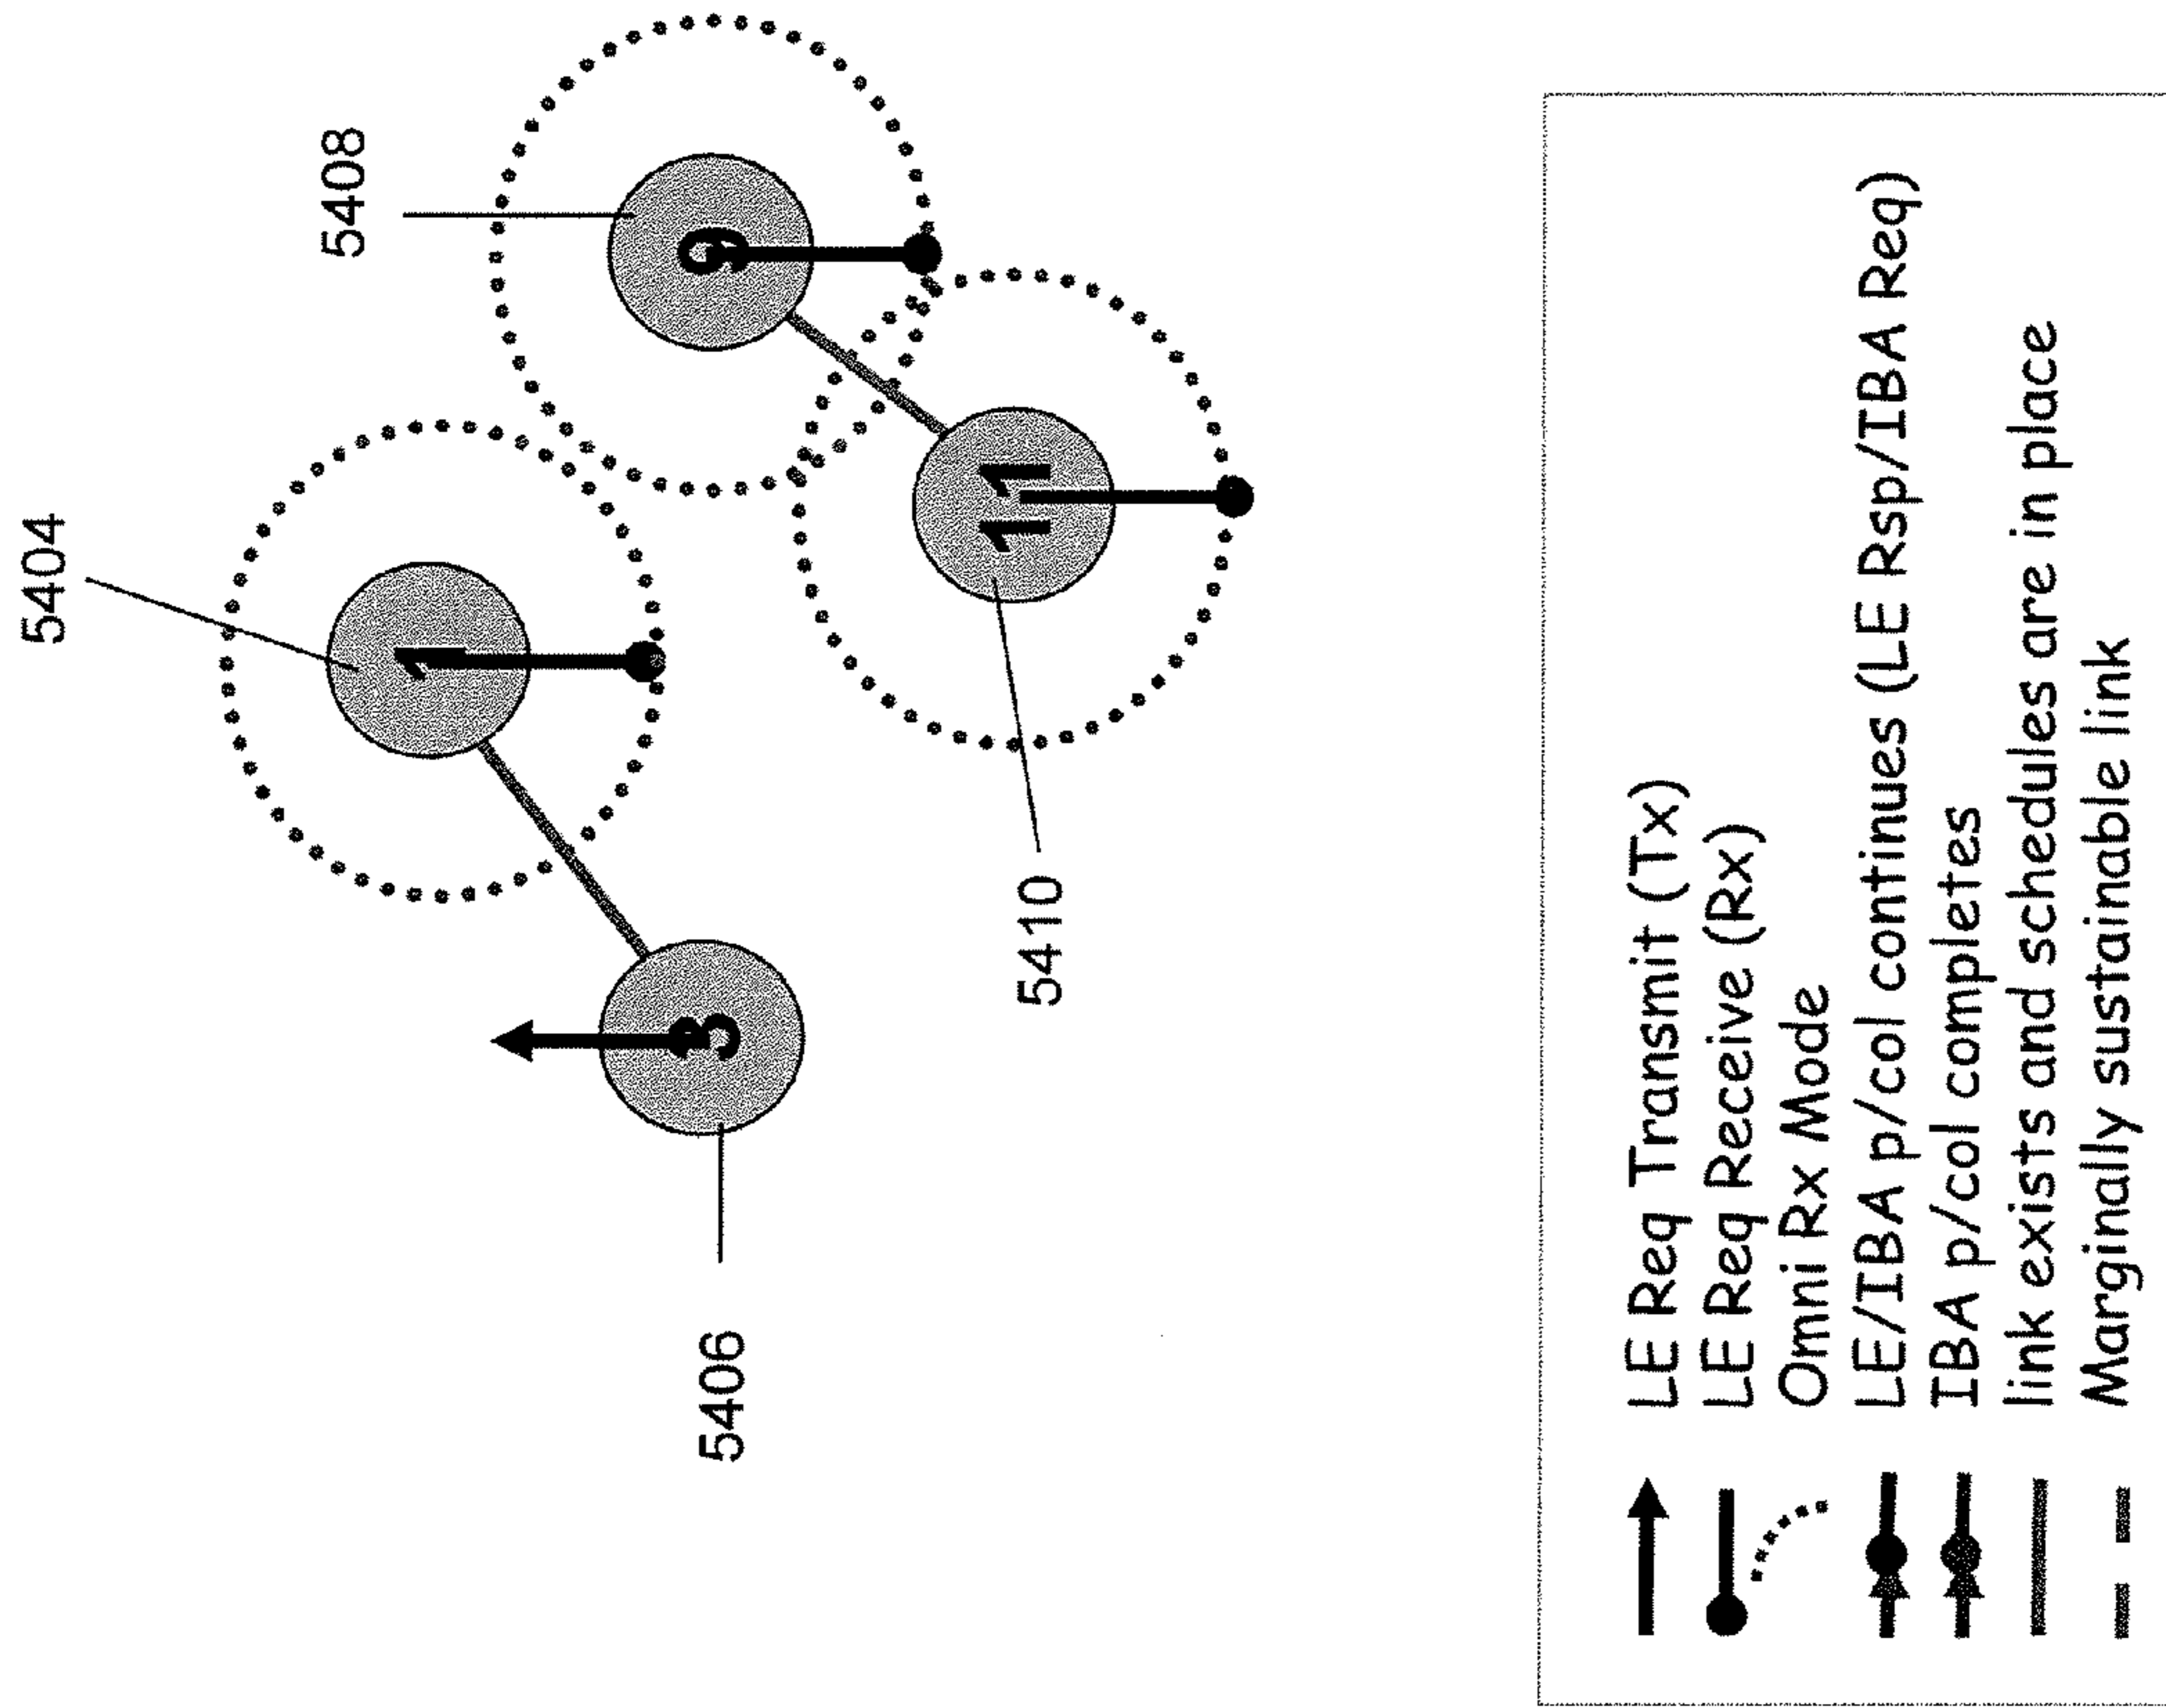 5404
5408
1
9
3
11
5406
5410
LE Req Transmit (Tx)
LE Req Receive (Rx)
Omni Rx Mode
LE/IBA p/col continues (LE Rsp/IBA Req)
IBA p/col completes
link exists and schedules are in place
Marginally sustainable link